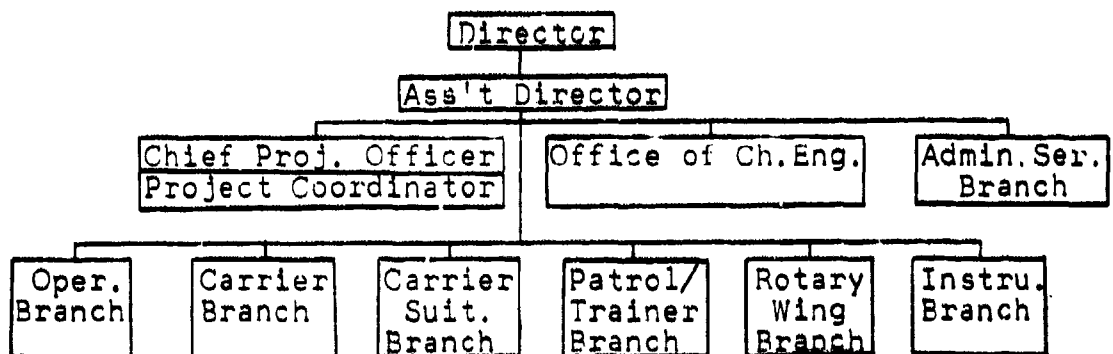 Director
Ass't Director
Chief Proj. Officer
Project Coordinator
Office of Ch.Eng.
Admin.Ser.
Branch
Oper.
Branch
Carrier
Branch
Carrier
Suit.
Branch
Patrol/
Trainer
Branch
Rotary
Wing
Branch
Instru.
Branch